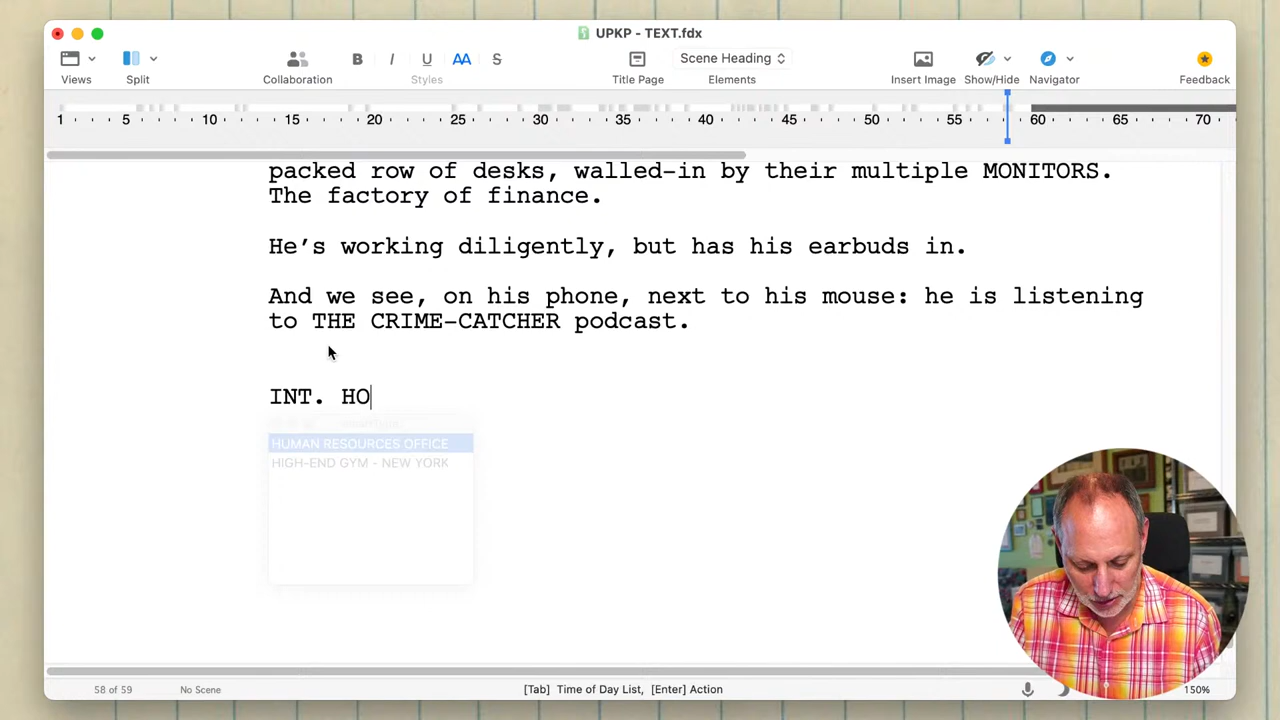 UPKP - TEXT.fdx
B I U AA S
Scene Heading
Views
Split
Collaboration
Styles
Title Page
Elements
Insert Image
Show/Hide
Navigator
Feedback
1 5 10 15 20 25 30 35 40 45 50 55 60 65 70
packed row of desks, walled-in by their multiple MONITORS.
The factory of finance.
He’s working diligently, but has his earbuds in.
And we see, on his phone, next to his mouse: he is listening
to THE CRIME-CATCHER podcast.
INT. HO
HUMAN RESOURCES OFFICE
HIGH-END GYM - NEW YORK
58 of 59
No Scene
[Tab] Time of Day List, [Enter] Action
150%